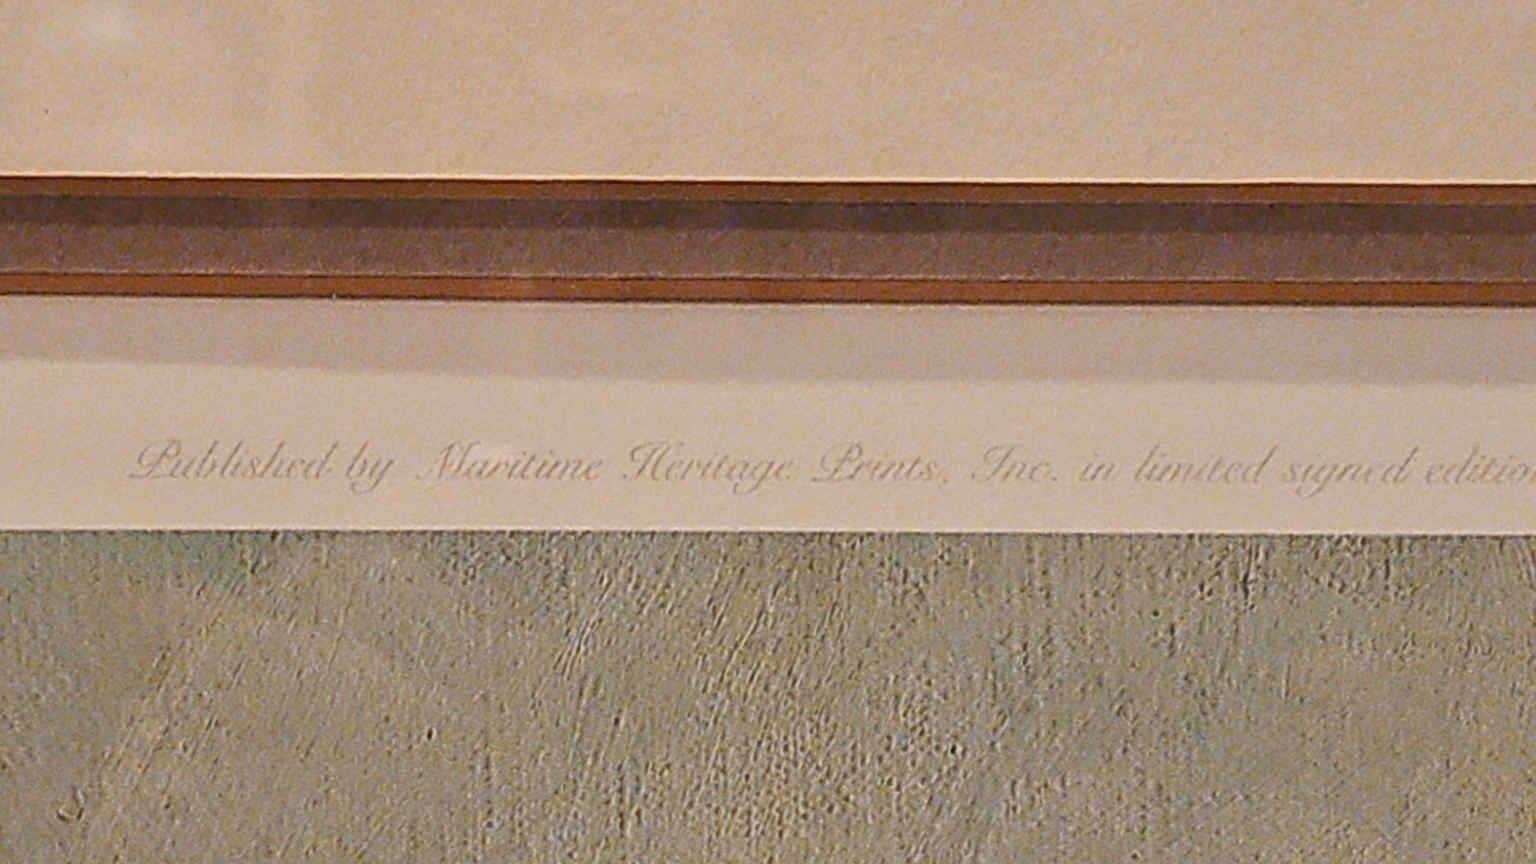 Published by Maritime Heritage Prints, Inc. in limited signed edition